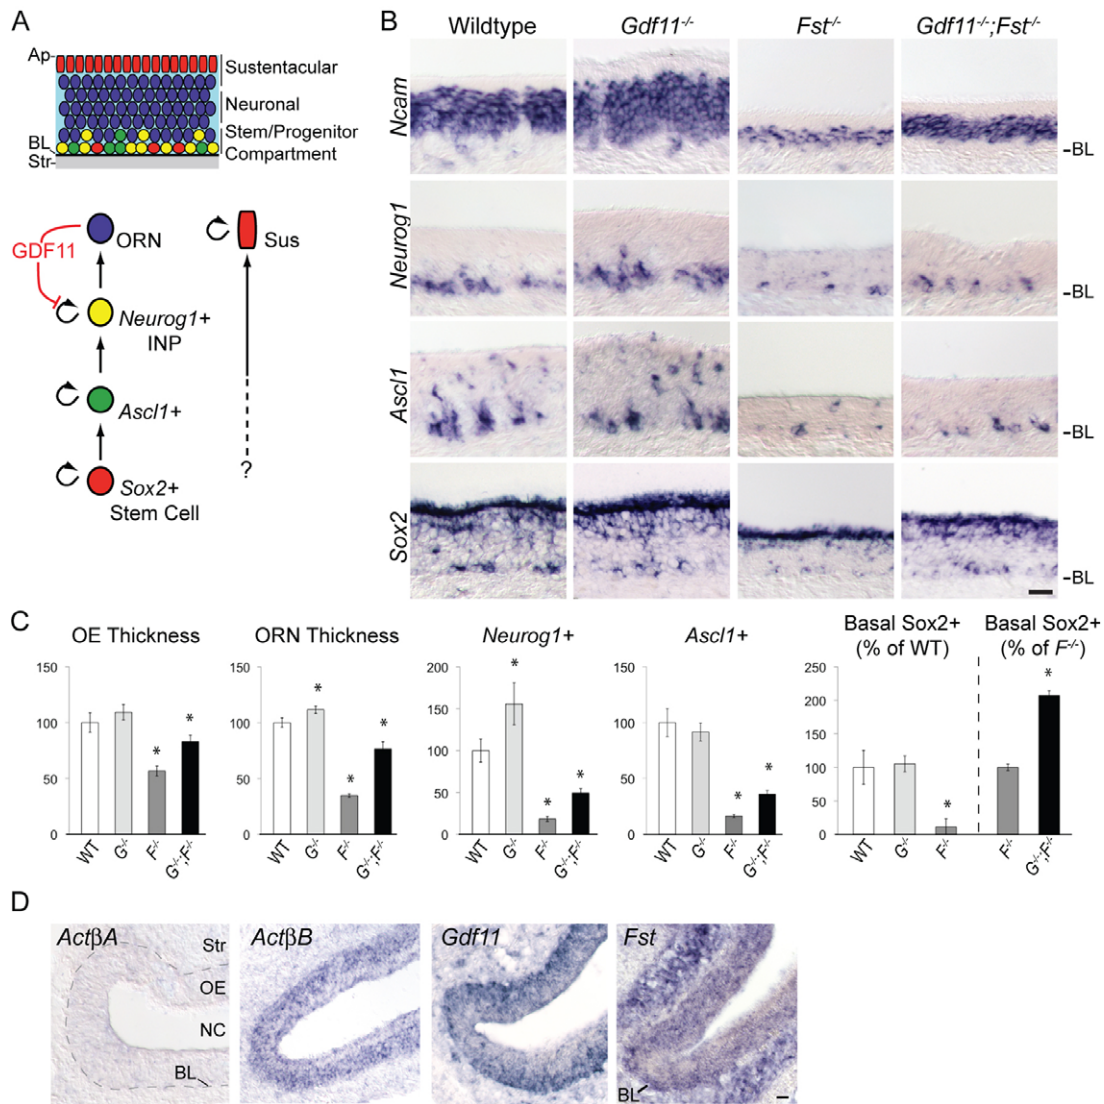 A
Ap
Sustentacular
Neuronal
Stem/Progenitor
Compartment
BL
Str
GDF11
ORN
Sus
Neurog1+
INP
Ascl1+
Sox2+
Stem Cell
?
B
Wildtype
Gdf11-/-
Fst-/-
Gdf11-/-;Fst-/-
Ncam
-BL
Neurog1
-BL
Ascl1
-BL
Sox2
-BL
C
OE Thickness
150
100
50
0
WT
G-/-
F-/-
G-/-;F-/-
*
*
ORN Thickness
150
100
50
0
WT
G-/-
F-/-
G-/-;F-/-
*
*
*
Neurog1+
200
150
100
50
0
WT
G-/-
F-/-
G-/-;F-/-
*
*
*
Ascl1+
150
100
50
0
WT
G-/-
F-/-
G-/-;F-/-
*
*
Basal Sox2+
(% of WT)
Basal Sox2+
(% of F-/-)
250
200
150
100
50
0
WT
G-/-
F-/-
F-/-
G-/-;F-/-
*
*
D
ActβA
Str
OE
NC
BL
ActβB
Gdf11
Fst
BL